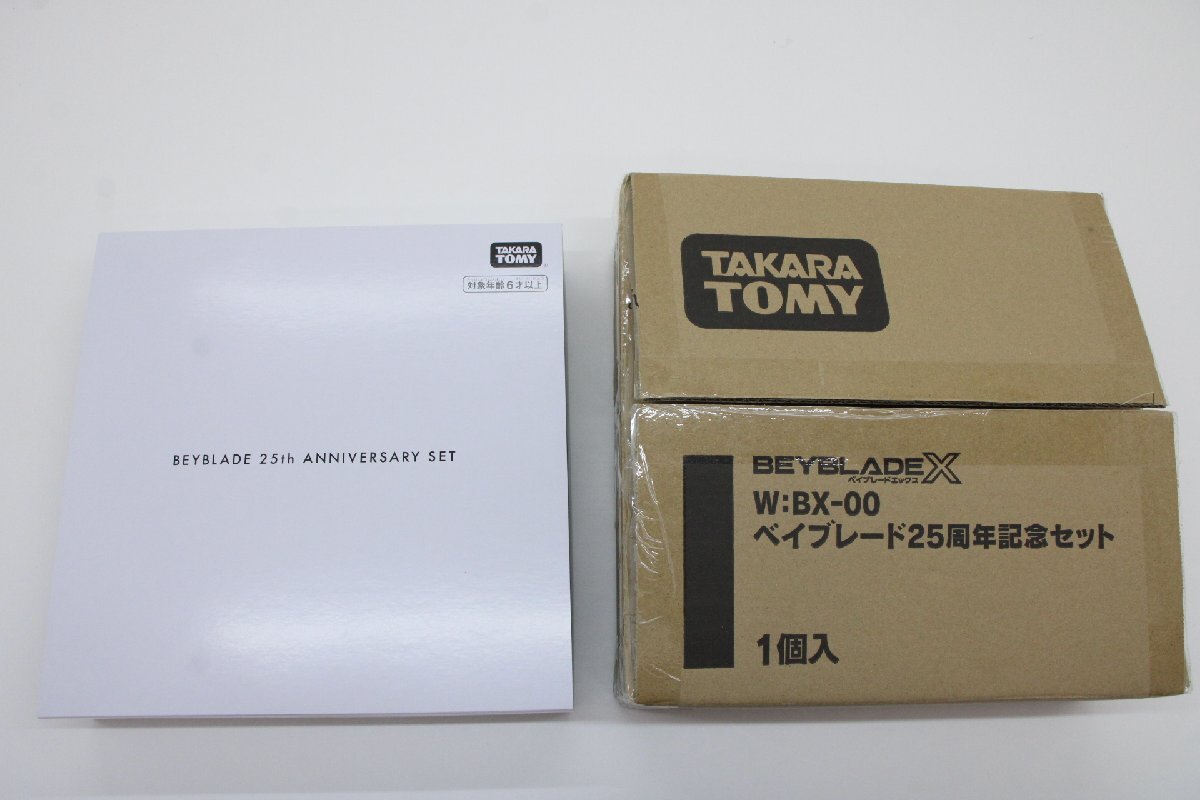 TAKARA
TOMY
対象年齢6才以上
BEYBLADE 25th ANNIVERSARY SET
TAKARA
TOMY
BEYBLADE X
ベイブレードエックス
W:BX-00
ベイブレード25周年記念セット
1個入